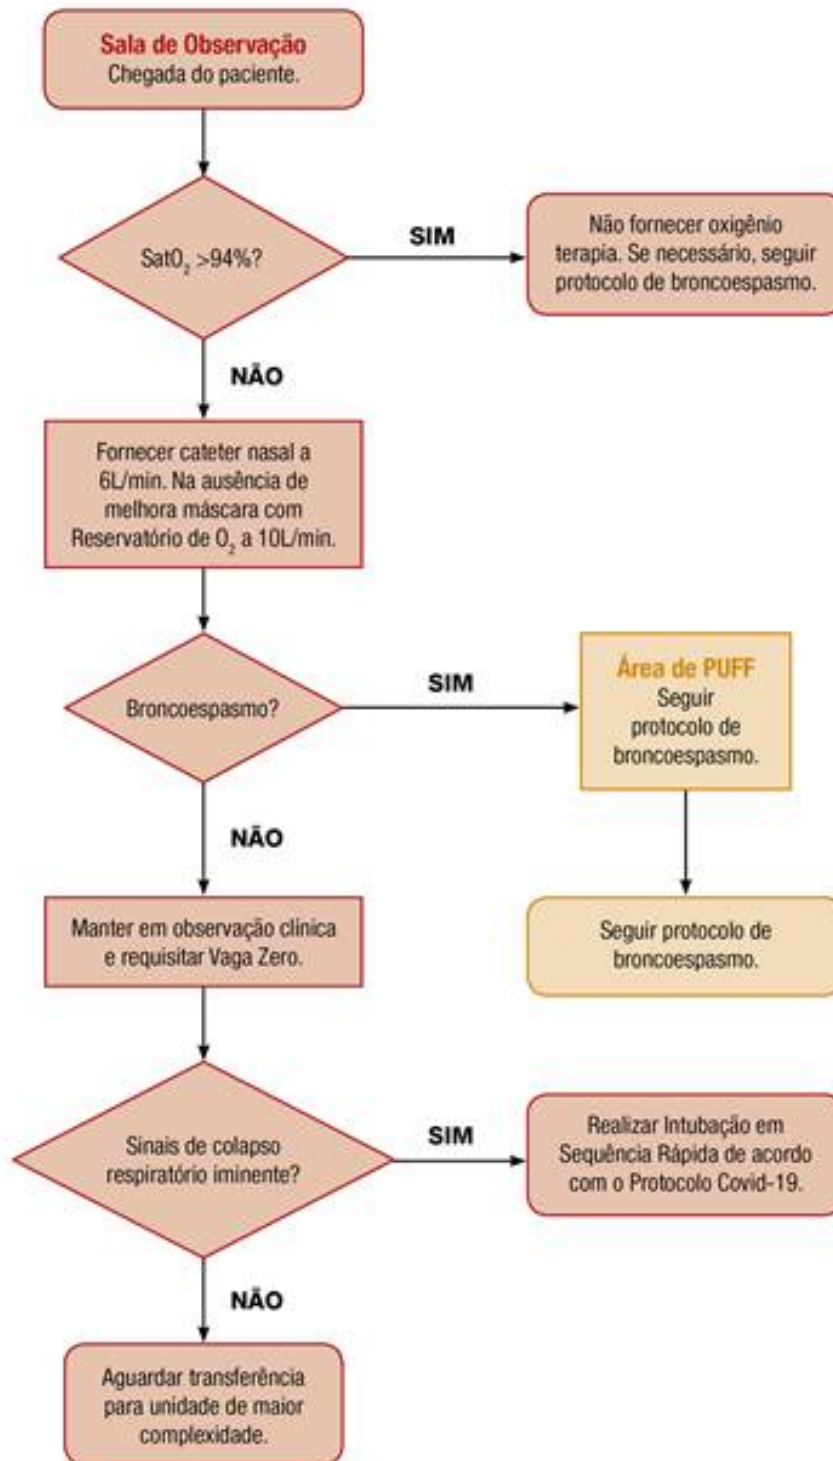 Sala de Observação
Chegada do paciente.
SatO₂ >94%?
SIM
Não fornecer oxigênio
terapia. Se necessário, seguir
protocolo de broncoespasmo.
NÃO
Fornecer cateter nasal a
6L/min. Na ausência de
melhora máscara com
Reservatório de O₂ a 10L/min.
Broncoespasmo?
SIM
Área de PUFF
Seguir
protocolo de
broncoespasmo.
NÃO
Manter em observação clínica
e requisitar Vaga Zero.
Seguir protocolo de
broncoespasmo.
Sinais de colapso
respiratório iminente?
SIM
Realizar Intubação em
Sequência Rápida de acordo
com o Protocolo Covid-19.
NÃO
Aguardar transferência
para unidade de maior
complexidade.